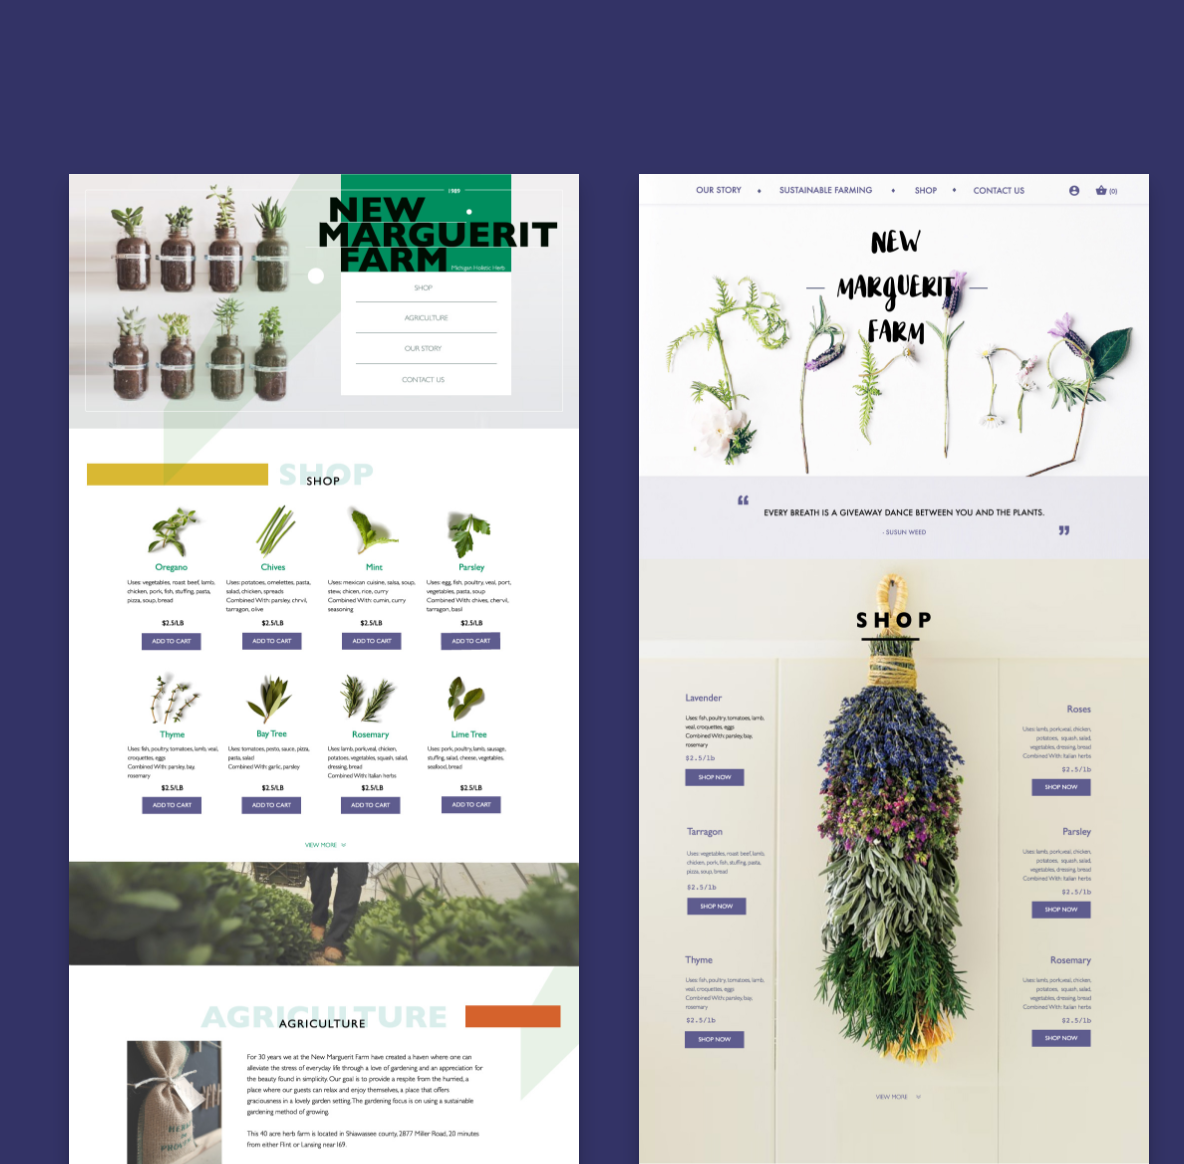 1989
NEW
MARGUERIT
FARM
Michigan Holistic Herb
SHOP
AGRICULTURE
OUR STORY
CONTACT US
SHOP
SHOP
Oregano
Uses: vegetables, roast beef, lamb,
chicken, pork, fish, stuffing, pasta,
pizza, soup, bread
$2.5/LB
ADD TO CART
Chives
Uses: potatoes, omelettes, pasta,
salad, chicken, spreads
Combined With: parsley, chrvil,
tarragon, olive
$2.5/LB
ADD TO CART
Mint
Uses: mexican cuisine, salsa, soup,
stew, chicen, rice, curry
Combined With: cumin, curry
seasoning
$2.5/LB
ADD TO CART
Parsley
Uses: egg, fish, poultry, veal, port,
vegetables, pasta, soup
Combined With: chives, chervil,
tarragon, basil
$2.5/LB
ADD TO CART
Thyme
Uses: fish, poultry, tomatoes, lamb, veal,
croquettes, eggs
Combined With: parsley, bay,
rosemary
$2.5/LB
ADD TO CART
Bay Tree
Uses: tomatoes, pesto, sauce, pizza,
pasta, salad
Combined With: garlic, parsley
$2.5/LB
ADD TO CART
Rosemary
Uses: lamb, pork,veal, chicken,
potatoes, vegetables, squash, salad,
dressing, bread
Combined With: Italian herbs
$2.5/LB
ADD TO CART
Lime Tree
Uses: pork, poultry, lamb, sausage,
stuffing, salad, cheese, vegetables,
seafood, bread
$2.5/LB
ADD TO CART
VIEW MORE
AGRICULTURE
AGRICULTURE
For 30 years we at the New Marguerit Farm have created a haven where one can
alleviate the stress of everyday life through a love of gardening and an appreciation for
the beauty found in simplicity. Our goal is to provide a respite from the hurried, a
place where our guests can relax and enjoy themselves, a place that offers
graciousness in a lovely garden setting. The gardening focus is on using a sustainable
gardening method of growing.
This 40 acre herb farm is located in Shiawassee county, 2877 Miller Road, 20 minutes
from either Flint or Lansing near I69.
OUR STORY
SUSTAINABLE FARMING
SHOP
CONTACT US
(0)
NEW
MARGUERIT
FARM
“
EVERY BREATH IS A GIVEAWAY DANCE BETWEEN YOU AND THE PLANTS.
- SUSUN WEED
”
SHOP
Lavender
Uses: fish, poultry, tomatoes, lamb,
veal, croquettes, eggs
Combined With: parsley, bay,
rosemary
$2.5/lb
SHOP NOW
Roses
Uses: lamb, pork,veal, chicken,
potatoes, squash, salad,
vegetables, dressing, bread
Combined With: Italian herbs
$2.5/lb
SHOP NOW
Tarragon
Uses: vegetables, roast beef, lamb,
chicken, pork, fish, stuffing, pasta,
pizza, soup, bread
$2.5/lb
SHOP NOW
Parsley
Uses: lamb, pork,veal, chicken,
potatoes, squash, salad,
vegetables, dressing, bread
Combined With: Italian herbs
$2.5/lb
SHOP NOW
Thyme
Uses: fish, poultry, tomatoes, lamb,
veal, croquettes, eggs
Combined With: parsley, bay,
rosemary
$2.5/lb
SHOP NOW
Rosemary
Uses: lamb, pork,veal, chicken,
potatoes, squash, salad,
vegetables, dressing, bread
Combined With: Italian herbs
$2.5/lb
SHOP NOW
VIEW MORE